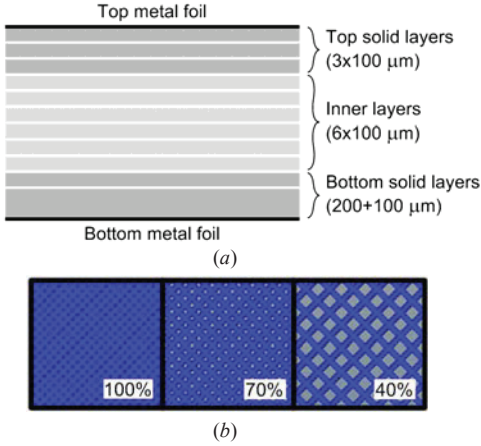 Top metal foil
Top solid layers
(3x100 μm)
Inner layers
(6x100 μm)
Bottom solid layers
(200+100 μm)
Bottom metal foil
(a)
100%
70%
40%
(b)